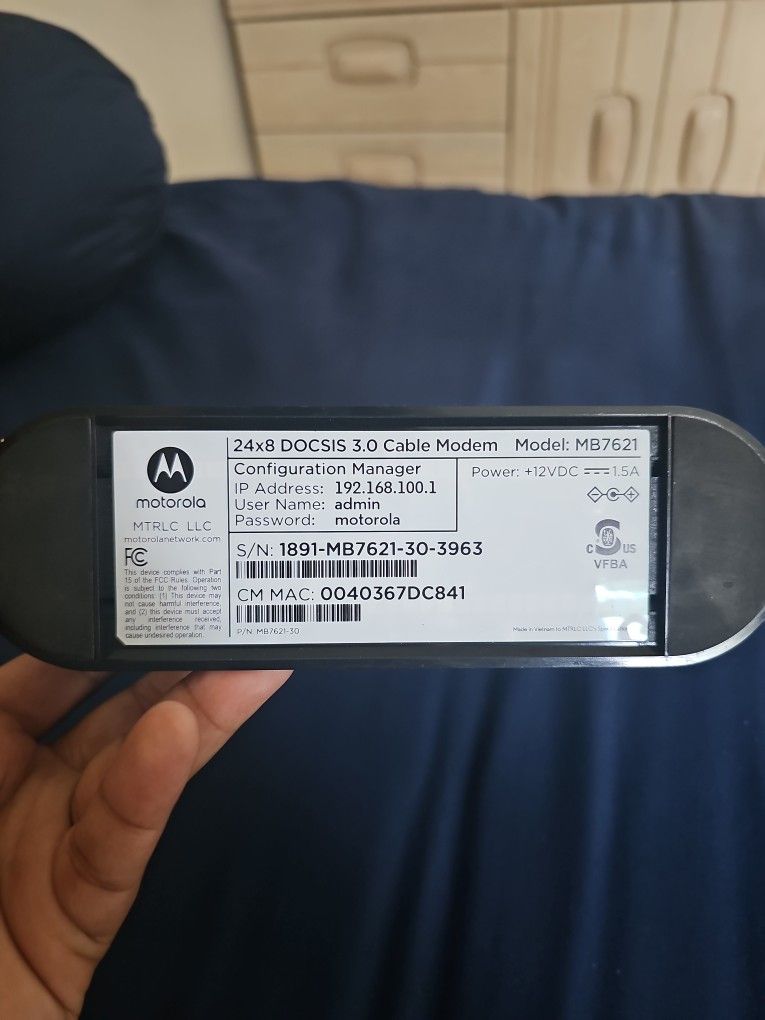 24x8 DOCSIS 3.0 Cable Modem Model: MB7621
Configuration Manager
IP Address: 192.168.100.1
User Name: admin
Password: motorola
Power: +12VDC 1.5A
motorola
MTRLC LLC
motorolanetwork.com
FC
This device complies with Part
15 of the FCC Rules. Operation
is subject to the following two
conditions: (1) This device may
not cause harmful interference,
and (2) this device must accept
any interference received,
including interference that may
cause undesired operation.
S/N: 1891-MB7621-30-3963
CM MAC: 0040367DC841
P/N: MB7621-30
C US
VFBA
Made in Vietnam to MTRLC LLC's